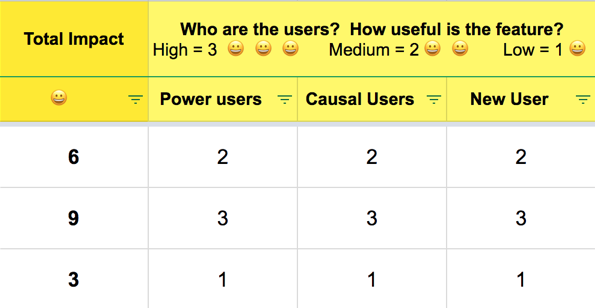 Total Impact
Who are the users? How useful is the feature?
High = 3 😀 😀 😀 Medium = 2 😀 😀 Low = 1 😀
😀 Power users Causal Users New User
6 2 2 2
9 3 3 3
3 1 1 1